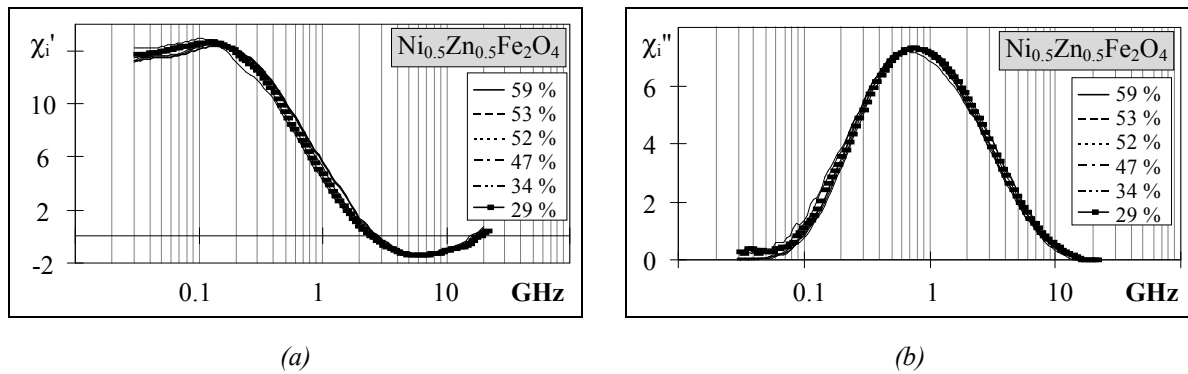 χᵢ'
Ni₀.₅Zn₀.₅Fe₂O₄
59 %
53 %
52 %
47 %
34 %
29 %
10
6
2
-2
0.1 1 10 GHz
(a)
χᵢ"
Ni₀.₅Zn₀.₅Fe₂O₄
59 %
53 %
52 %
47 %
34 %
29 %
6
4
2
0
0.1 1 10 GHz
(b)